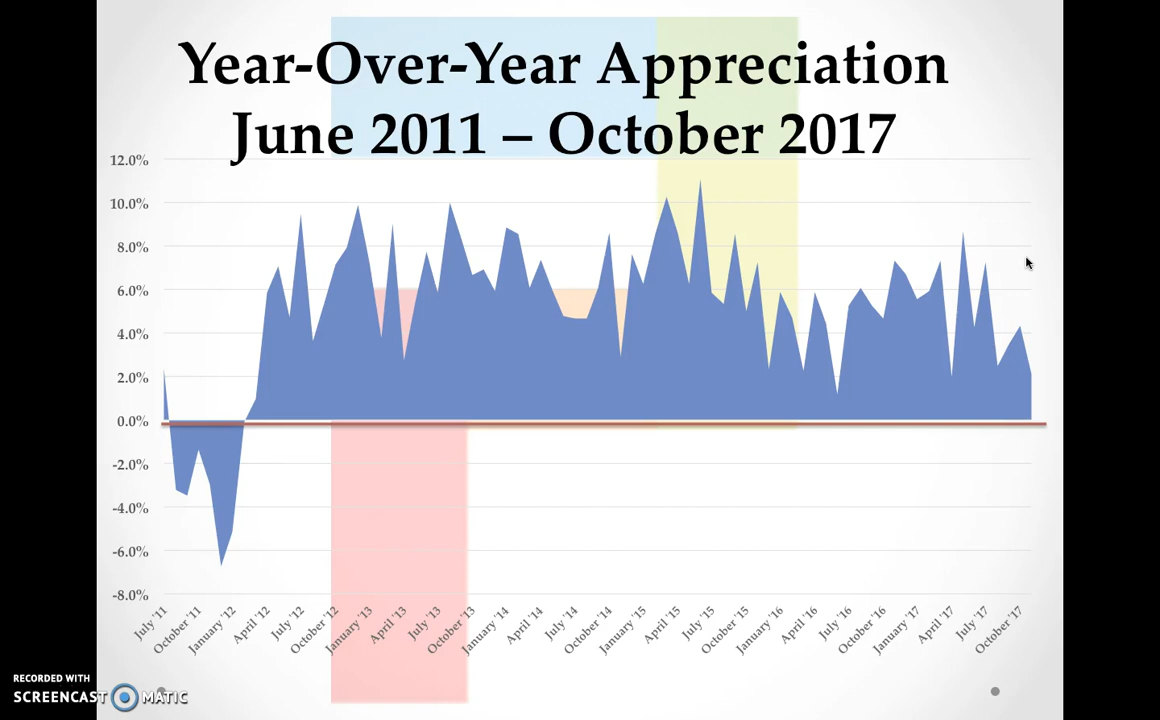 Year-Over-Year Appreciation
June 2011 – October 2017
12.0%
10.0%
8.0%
6.0%
4.0%
2.0%
0.0%
-2.0%
-4.0%
-6.0%
-8.0%
July '11
October '11
January '12
April '12
July '12
October '12
January '13
April '13
July '13
October '13
January '14
April '14
July '14
October '14
January '15
April '15
July '15
October '15
January '16
April '16
July '16
October '16
January '17
April '17
July '17
October '17
RECORDED WITH
SCREENCAST MATIC